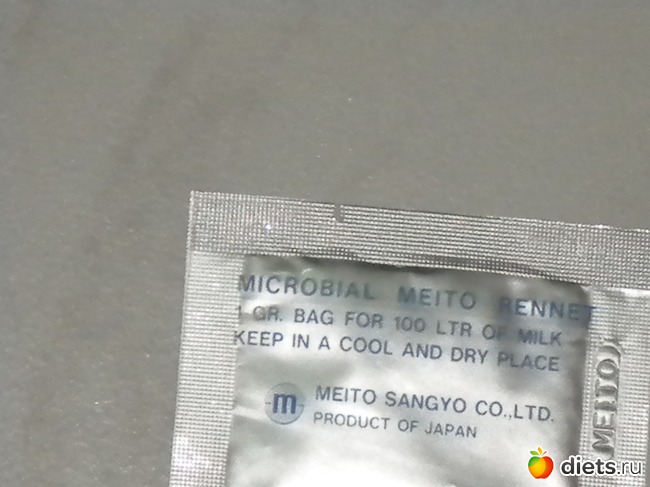 MICROBIAL MEITO RENNET
1 GR. BAG FOR 100 LTR OF MILK
KEEP IN A COOL AND DRY PLACE
m MEITO SANGYO CO.,LTD.
PRODUCT OF JAPAN
MEITO
diets.ru